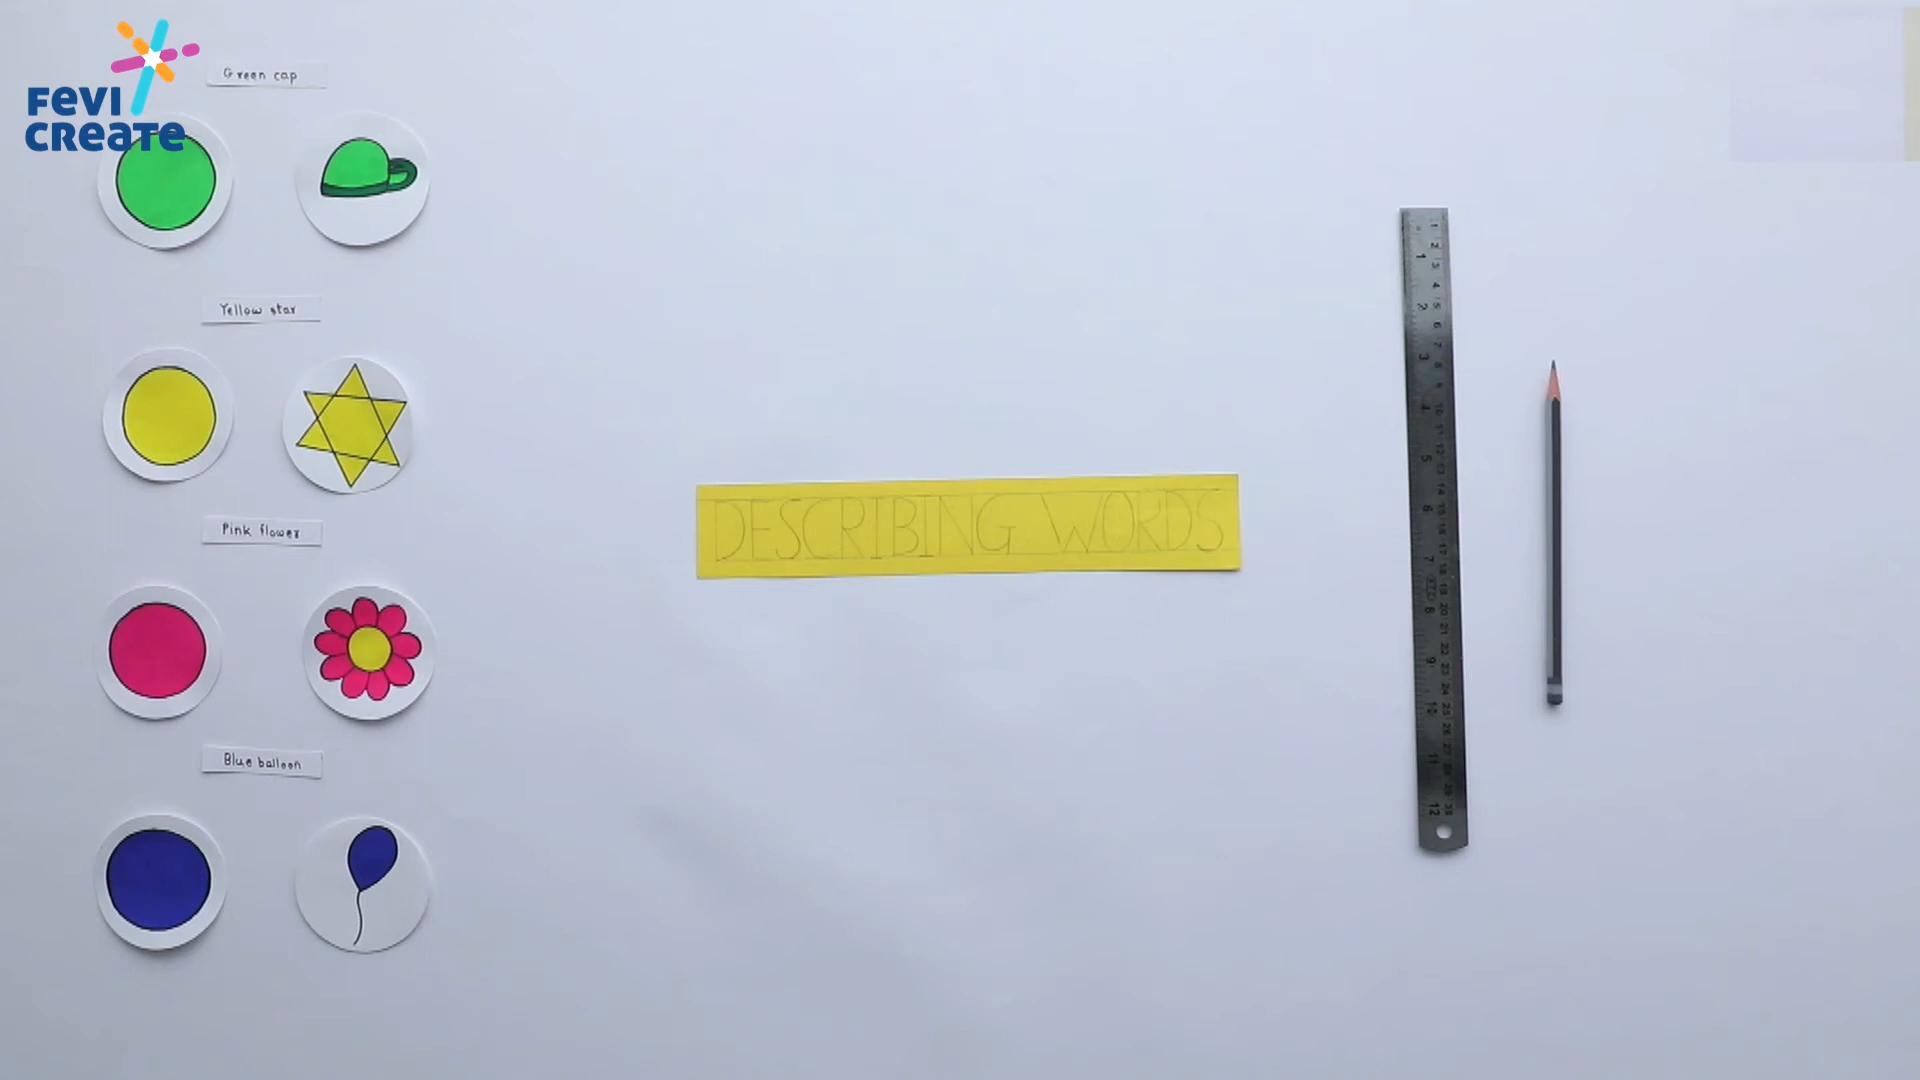 FEVI
CREATE
Green cap
Yellow star
Pink flower
Blue balloon
DESCRIBING WORDS